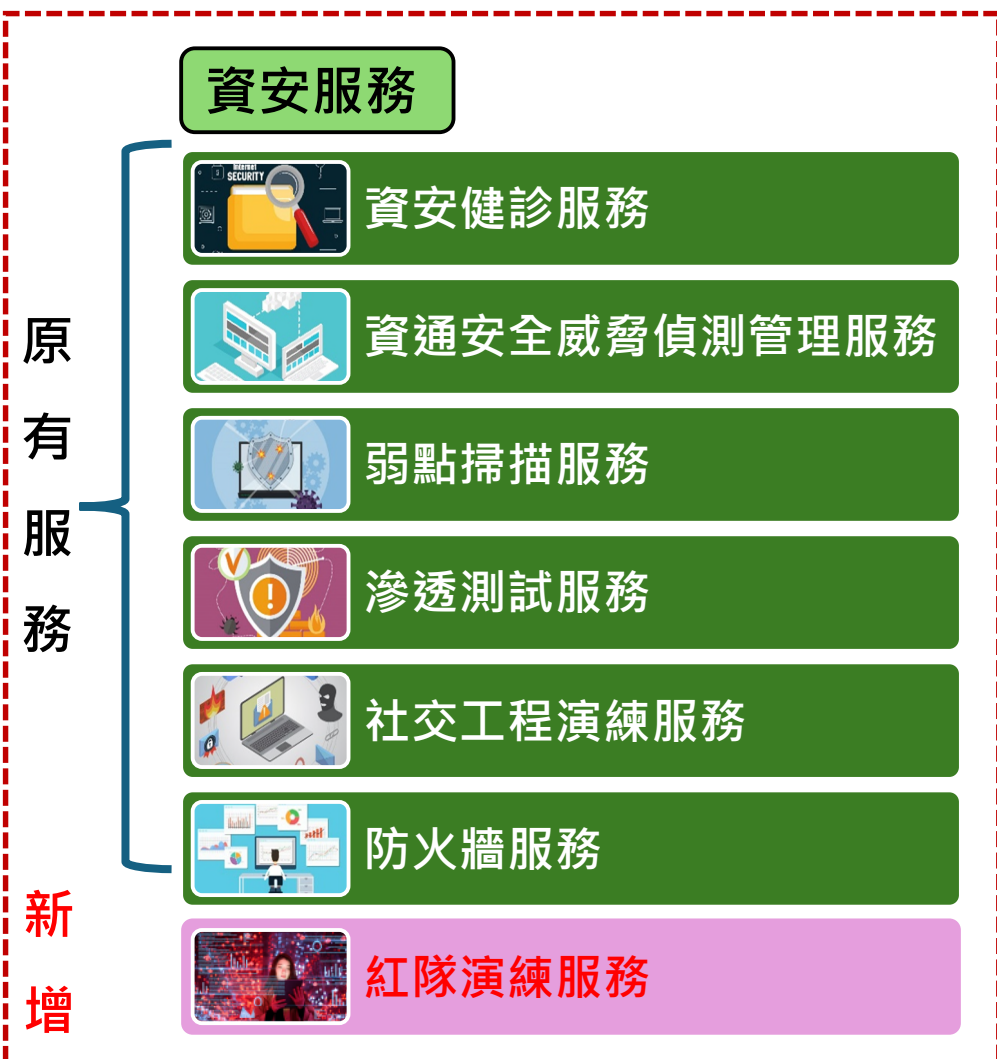 資安服務
原有服務
Internet
SECURITY
資安健診服務
資通安全威脅偵測管理服務
弱點掃描服務
滲透測試服務
社交工程演練服務
防火牆服務
新增
紅隊演練服務